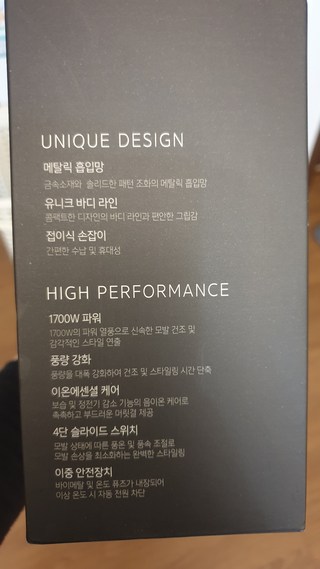 UNIQUE DESIGN
메탈릭 흡입망
금속소재와 솔리드한 패턴 조화의 메탈릭 흡입망
유니크 바디 라인
콤팩트한 디자인의 바디 라인과 편안한 그립감
접이식 손잡이
간편한 수납 및 휴대성
HIGH PERFORMANCE
1700W 파워
1700W의 파워 열풍으로 신속한 모발 건조 및
감각적인 스타일 연출
풍량 강화
풍량을 대폭 강화하여 건조 및 스타일링 시간 단축
이온에센셜 케어
보습 및 정전기 감소 기능의 음이온 케어로
촉촉하고 부드러운 머릿결 제공
4단 슬라이드 스위치
모발 상태에 따른 풍온 및 풍속 조절로
모발 손상을 최소화하는 완벽한 스타일링
이중 안전장치
바이메탈 및 온도 퓨즈가 내장되어
이상 온도 시 자동 전원 차단